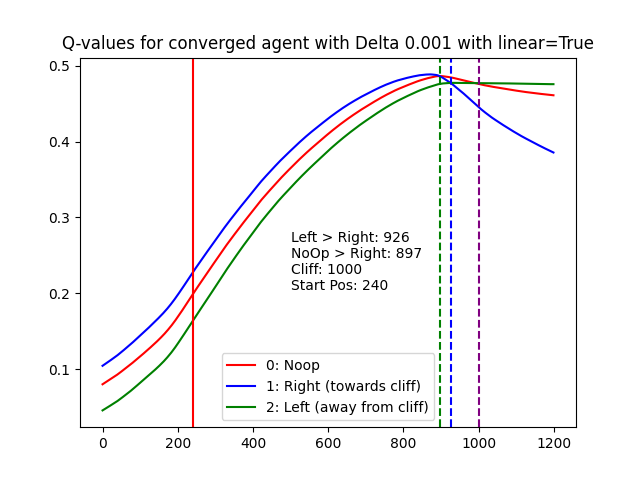 Q-values for converged agent with Delta 0.001 with linear=True
0.5
0.4
0.3
0.2
0.1
Left > Right: 926
NoOp > Right: 897
Cliff: 1000
Start Pos: 240
0: Noop
1: Right (towards cliff)
2: Left (away from cliff)
0 200 400 600 800 1000 1200